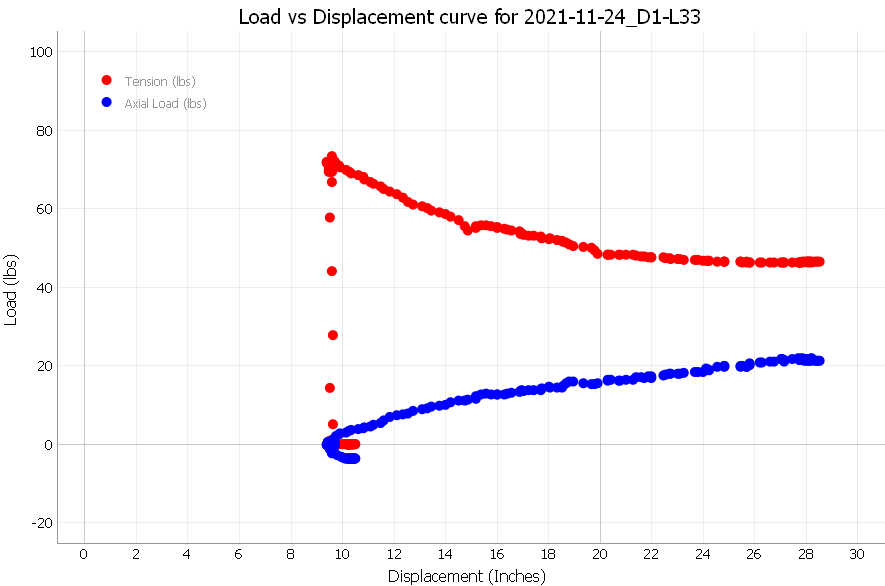 Load vs Displacement curve for 2021-11-24_D1-L33
100
Tension (lbs)
Axial Load (lbs)
80
60
Load (lbs)
40
20
0
-20
0 2 4 6 8 10 12 14 16 18 20 22 24 26 28 30
Displacement (Inches)